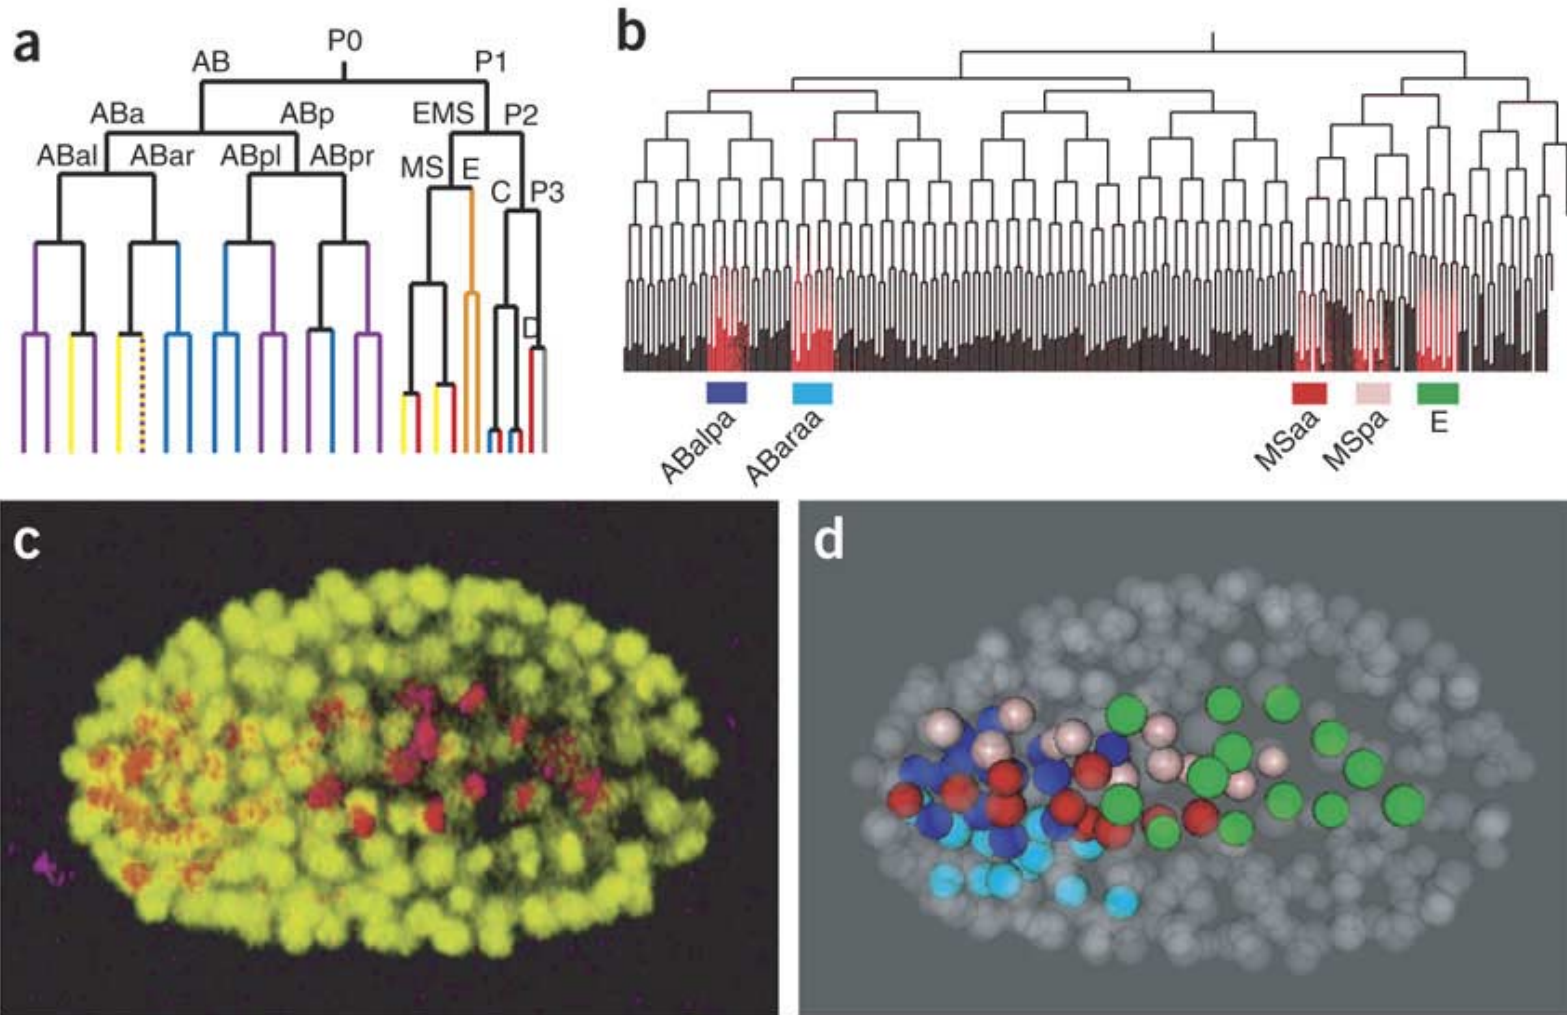 a
P0
AB P1
ABa ABp EMS P2
ABal ABar ABpl ABpr MS E
C P3
D
b
ABalpa ABaraa MSaa MSpa E
c
d